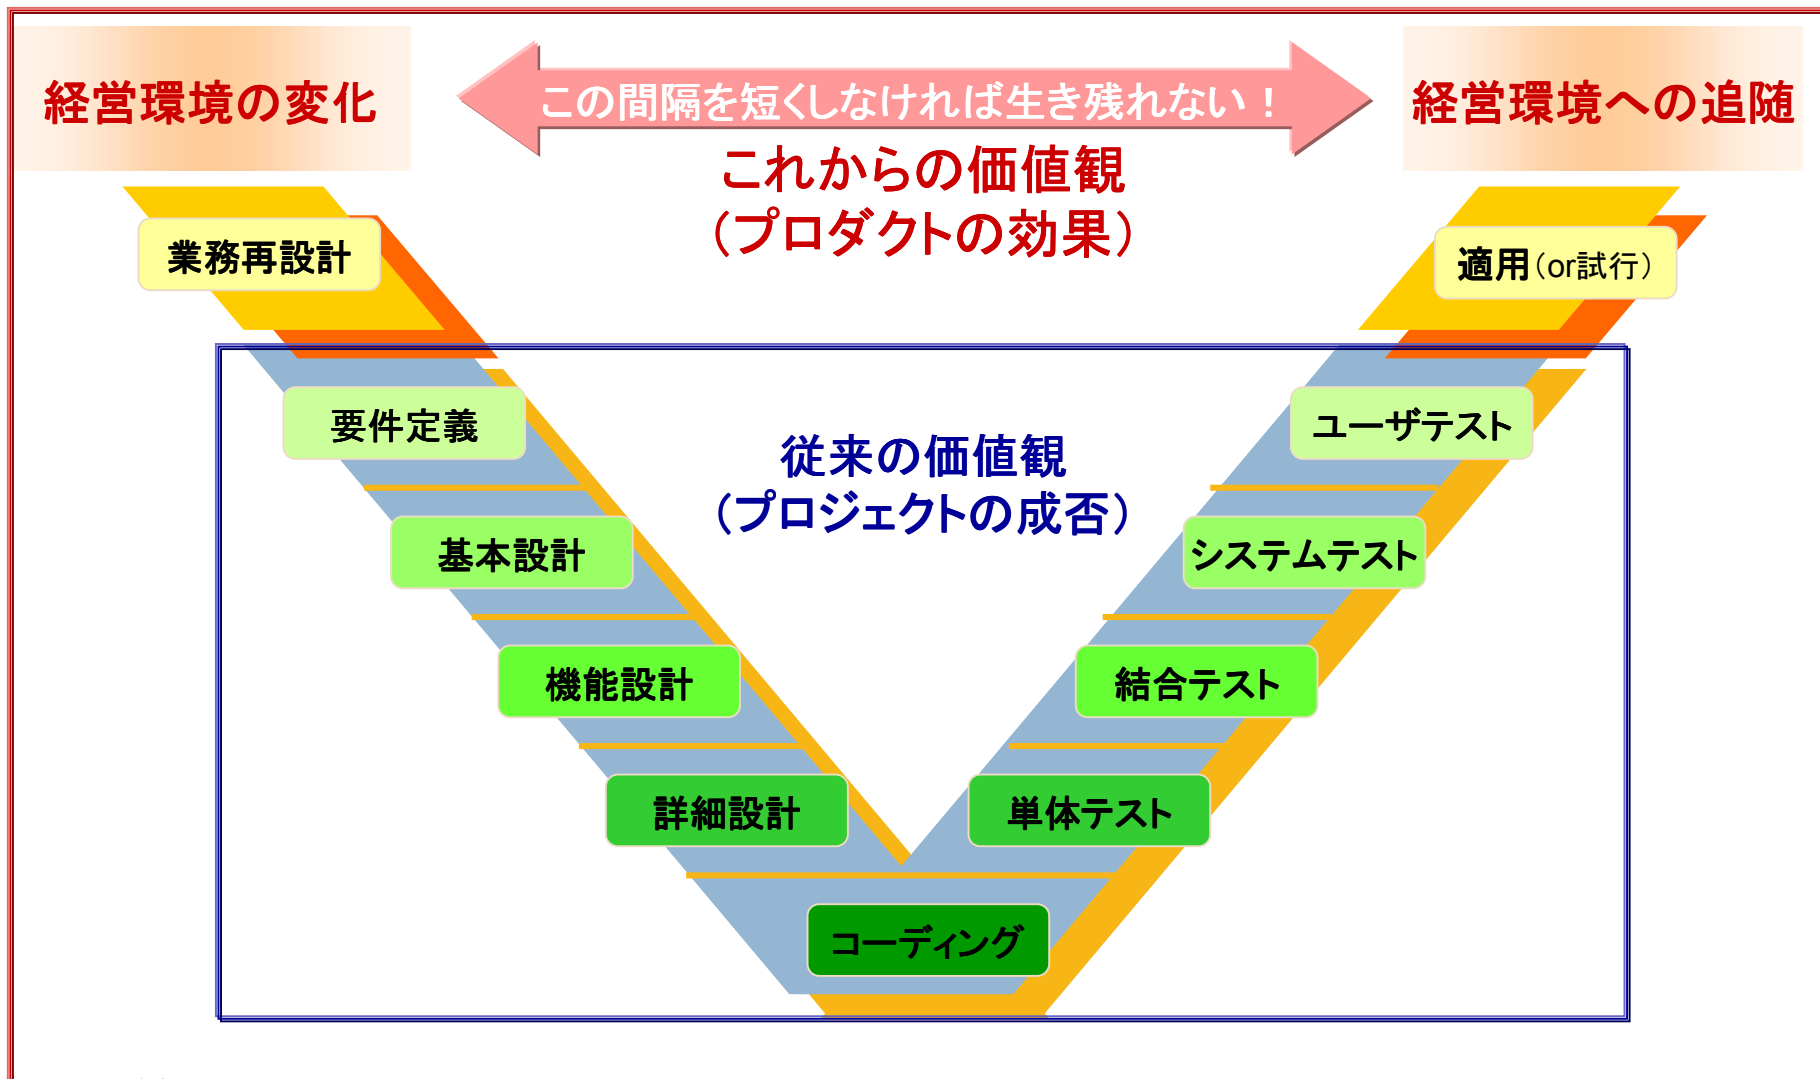 経営環境の変化
この間隔を短くしなければ生き残れない！
経営環境への追随
これからの価値観
（プロダクトの効果）
業務再設計
適用（or試行）
要件定義
ユーザテスト
従来の価値観
（プロジェクトの成否）
基本設計
システムテスト
機能設計
結合テスト
詳細設計
単体テスト
コーディング